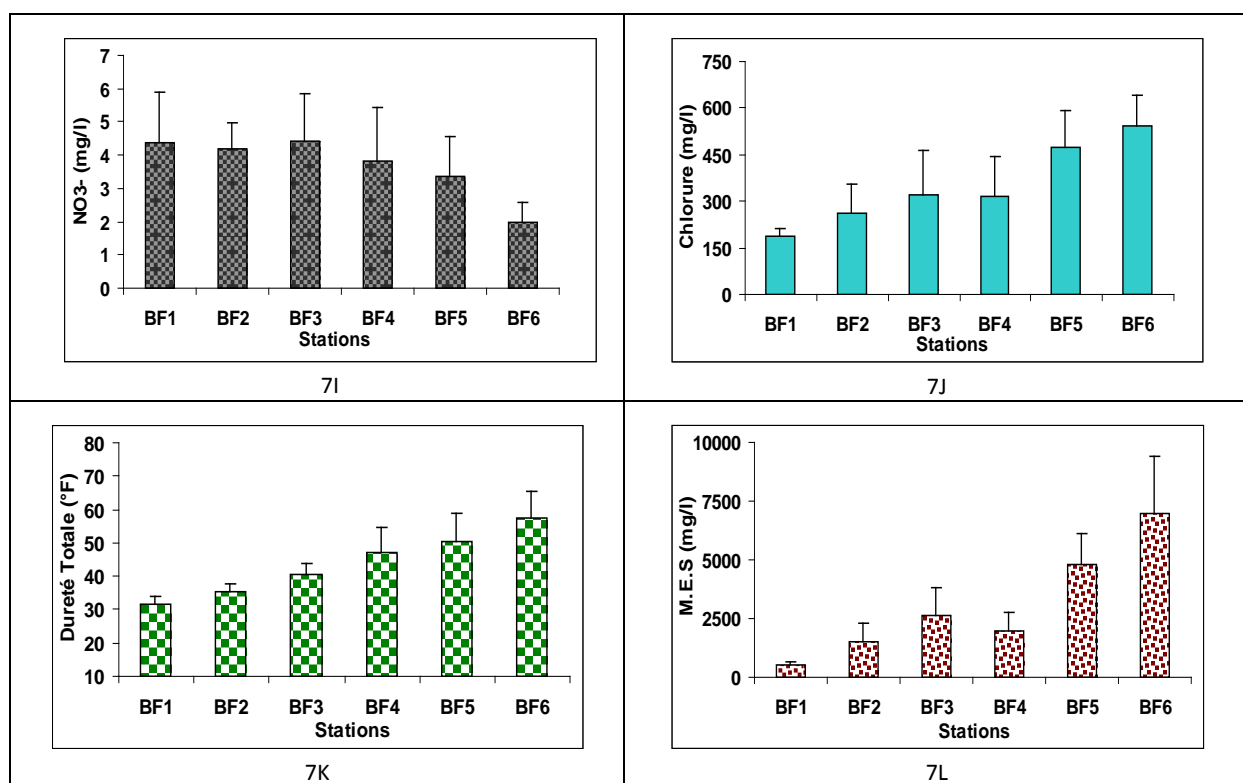 7
6
5
4
3
2
1
0
NO3- (mg/l)
BF1 BF2 BF3 BF4 BF5 BF6
Stations
7I
750
600
450
300
150
0
Chlorure (mg/l)
BF1 BF2 BF3 BF4 BF5 BF6
Stations
7J
80
70
60
50
40
30
20
10
Dureté Totale (°F)
BF1 BF2 BF3 BF4 BF5 BF6
Stations
7K
10000
7500
5000
2500
0
M.E.S (mg/l)
BF1 BF2 BF3 BF4 BF5 BF6
Stations
7L